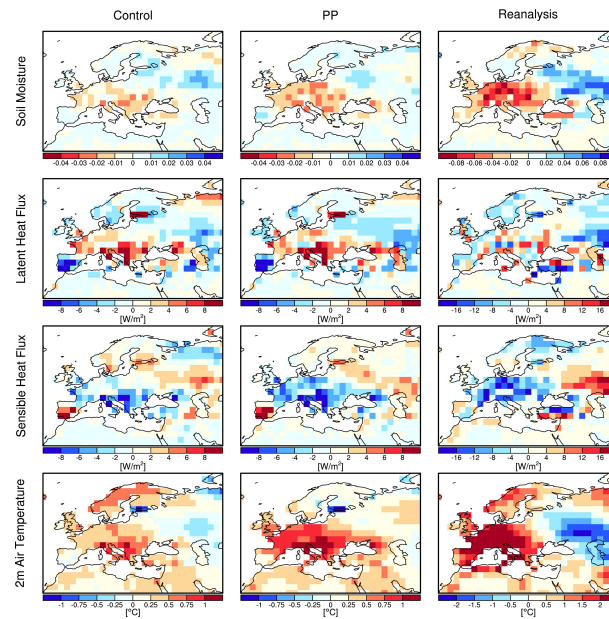 Control PP Reanalysis
Soil Moisture
-0.04 -0.03 -0.02 -0.01 0.01 0.02 0.03 0.04
-0.04 -0.03 -0.02 -0.01 0.01 0.02 0.03 0.04
-0.08 -0.06 -0.04 -0.02 0.02 0.04 0.06 0.08
Latent Heat Flux
-8 -6 -4 -2 0 2 4 6 8
-8 -6 -4 -2 0 2 4 6 8
-16 -12 -8 -4 0 4 8 12 16
[W/m²] [W/m²] [W/m²]
Sensible Heat Flux
-8 -6 -4 -2 0 2 4 6 8
-8 -6 -4 -2 0 2 4 6 8
-16 -12 -8 -4 0 4 8 12 16
[W/m²] [W/m²] [W/m²]
2m Air Temperature
-1 -0.75 -0.5 -0.25 0 0.25 0.5 0.75 1
-1 -0.75 -0.5 -0.25 0 0.25 0.5 0.75 1
-2 -1.5 -1 -0.5 0 0.5 1 1.5 2
[°C] [°C] [°C]